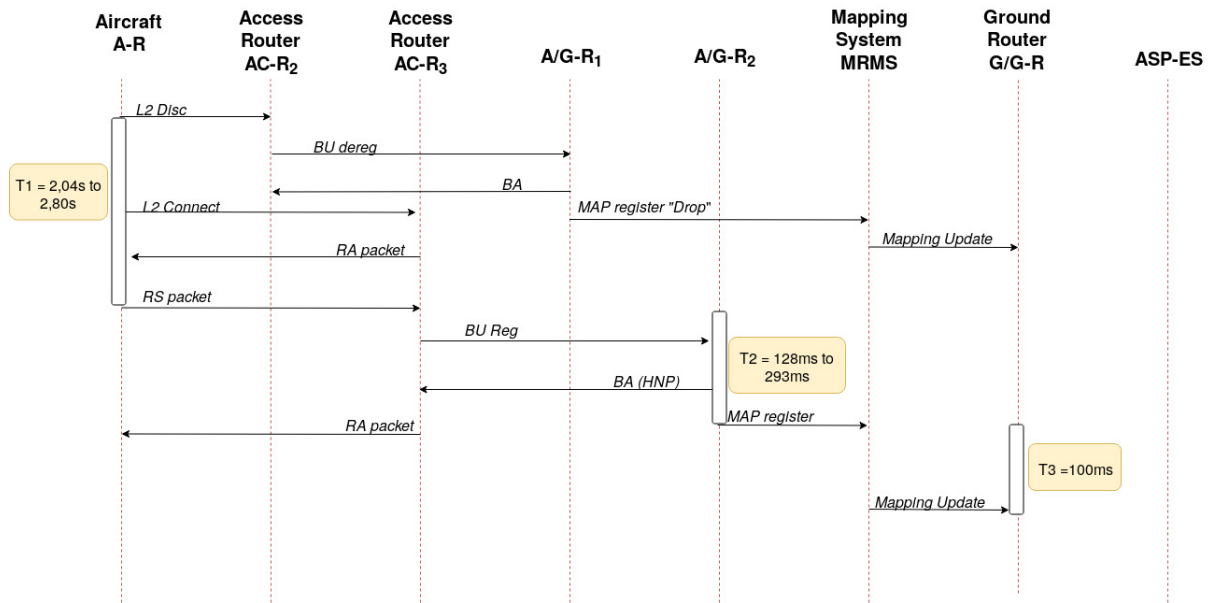 Aircraft
A-R
Access
Router
AC-R₂
Access
Router
AC-R₃
A/G-R₁
A/G-R₂
Mapping
System
MRMS
Ground
Router
G/G-R
ASP-ES
L2 Disc
BU dereg
T1 = 2,04s to
2,80s
BA
L2 Connect
MAP register "Drop"
Mapping Update
RA packet
RS packet
BU Reg
T2 = 128ms to
293ms
BA (HNP)
MAP register
RA packet
T3 =100ms
Mapping Update